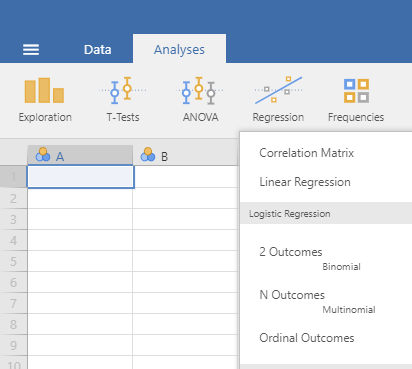 Data Analyses
Exploration T-Tests ANOVA Regression Frequencies
A B
Correlation Matrix
Linear Regression
Logistic Regression
2 Outcomes
Binomial
N Outcomes
Multinomial
Ordinal Outcomes
1
2
3
4
5
6
7
8
9
10